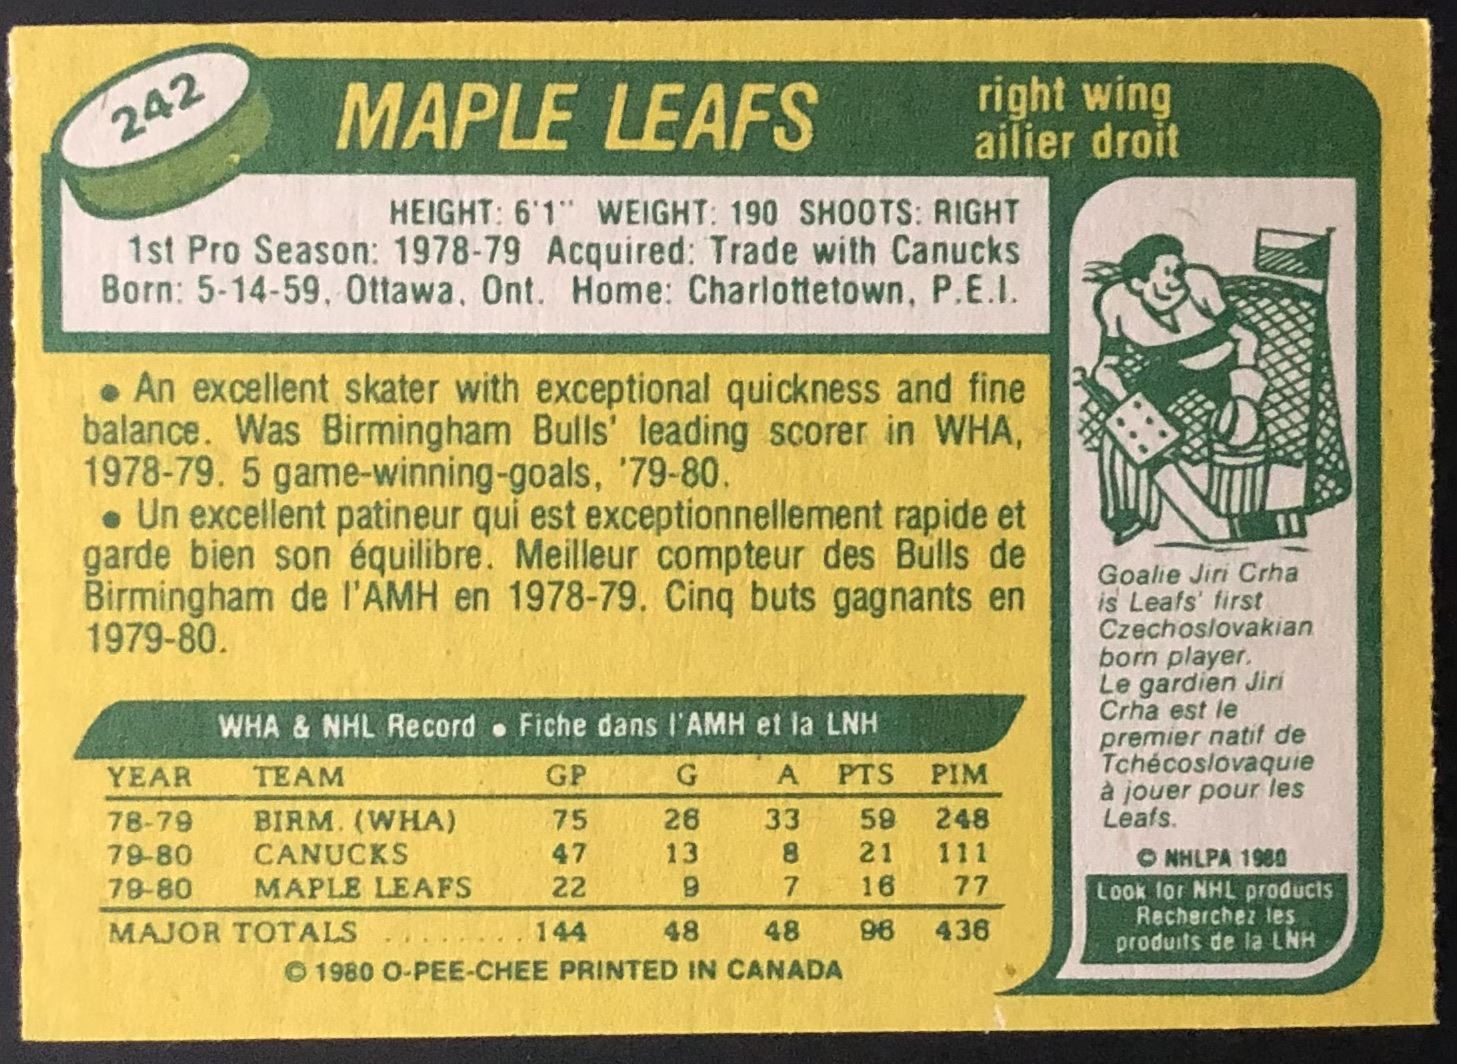 242
MAPLE LEAFS
right wing
ailier droit
HEIGHT: 6'1" WEIGHT: 190 SHOOTS: RIGHT
1st Pro Season: 1978-79 Acquired: Trade with Canucks
Born: 5-14-59, Ottawa, Ont. Home: Charlottetown, P.E.I.
• An excellent skater with exceptional quickness and fine
balance. Was Birmingham Bulls' leading scorer in WHA,
1978-79. 5 game-winning-goals, '79-80.
• Un excellent patineur qui est exceptionnellement rapide et
garde bien son équilibre. Meilleur compteur des Bulls de
Birmingham de l'AMH en 1978-79. Cinq buts gagnants en
1979-80.
WHA & NHL Record • Fiche dans l'AMH et la LNH
YEAR TEAM GP G A PTS PIM
78-79 BIRM. (WHA) 75 26 33 59 248
79-80 CANUCKS 47 13 8 21 111
79-80 MAPLE LEAFS 22 9 7 16 77
MAJOR TOTALS ......... 144 48 48 96 436
© 1980 O-PEE-CHEE PRINTED IN CANADA
Goalie Jiri Crha
is Leafs' first
Czechoslovakian
born player.
Le gardien Jiri
Crha est le
premier natif de
Tchécoslovaquie
à jouer pour les
Leafs.
© NHLPA 1980
Look for NHL products
Recherchez les
produits de la LNH